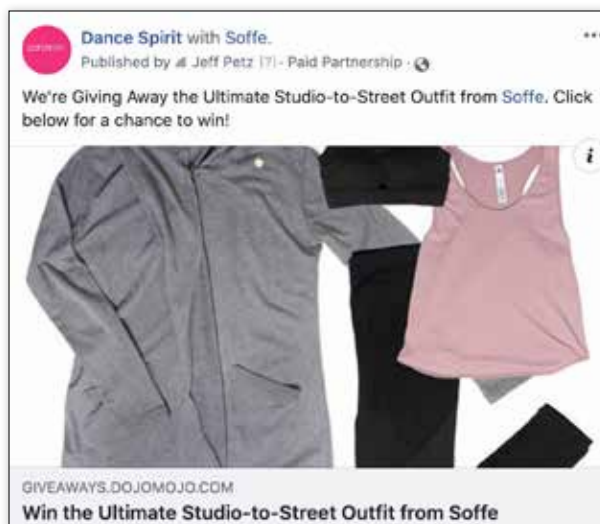 Dance Spirit with Soffe.
Published by Jeff Petz [?] · Paid Partnership ·
We're Giving Away the Ultimate Studio-to-Street Outfit from Soffe. Click
below for a chance to win!
i
GIVEAWAYS.DOJOMOJO.COM
Win the Ultimate Studio-to-Street Outfit from Soffe